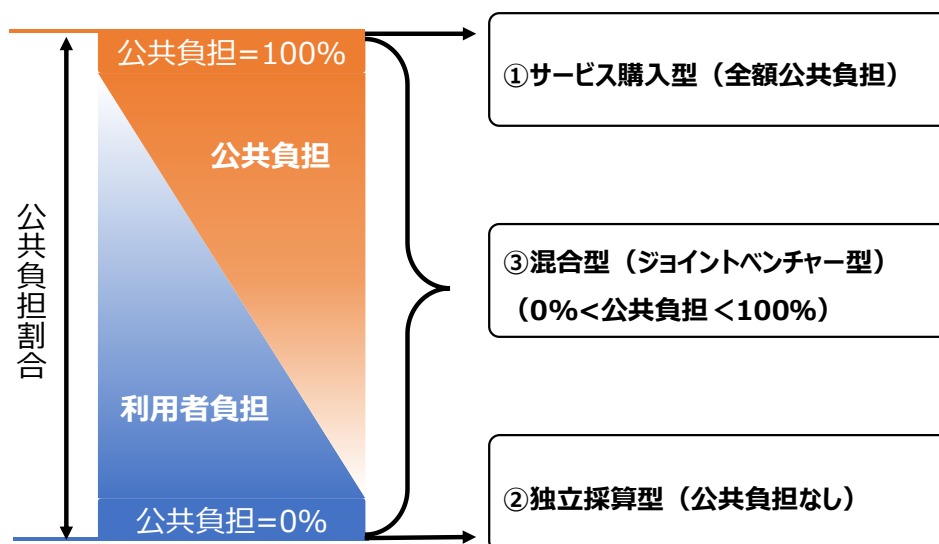 公共負担=100%
①サービス購入型（全額公共負担）
公共負担
公共負担割合
③混合型（ジョイントベンチャー型）
（0%<公共負担＜100%）
利用者負担
公共負担=0%
②独立採算型（公共負担なし）